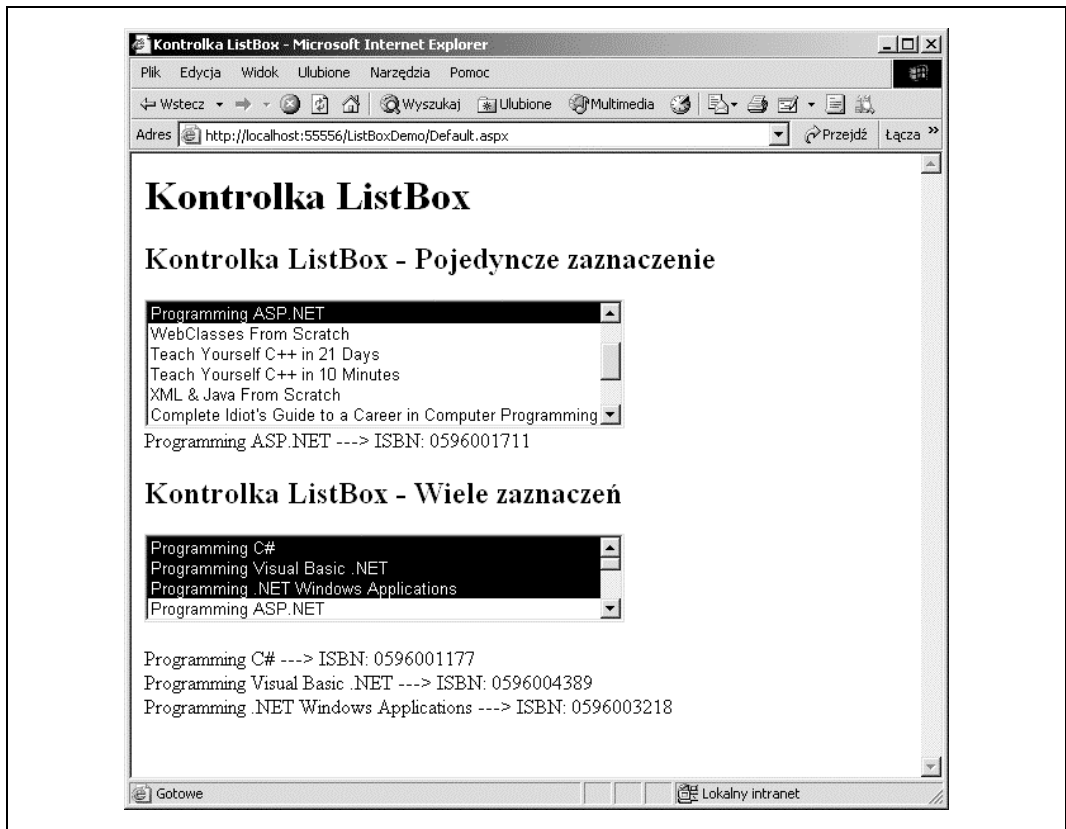 Kontrolka ListBox - Microsoft Internet Explorer
Plik Edycja Widok Ulubione Narzędzia Pomoc
Wstecz Wyszukaj Ulubione Multimedia
Adres http://localhost:55556/ListBoxDemo/Default.aspx Przejdź Łącza »
Kontrolka ListBox
Kontrolka ListBox - Pojedyncze zaznaczenie
Programming ASP.NET
WebClasses From Scratch
Teach Yourself C++ in 21 Days
Teach Yourself C++ in 10 Minutes
XML & Java From Scratch
Complete Idiot's Guide to a Career in Computer Programming
Programming ASP.NET ---> ISBN: 0596001711
Kontrolka ListBox - Wiele zaznaczeń
Programming C#
Programming Visual Basic .NET
Programming .NET Windows Applications
Programming ASP.NET
Programming C# ---> ISBN: 0596001177
Programming Visual Basic .NET ---> ISBN: 0596004389
Programming .NET Windows Applications ---> ISBN: 0596003218
Gotowe Lokalny intranet